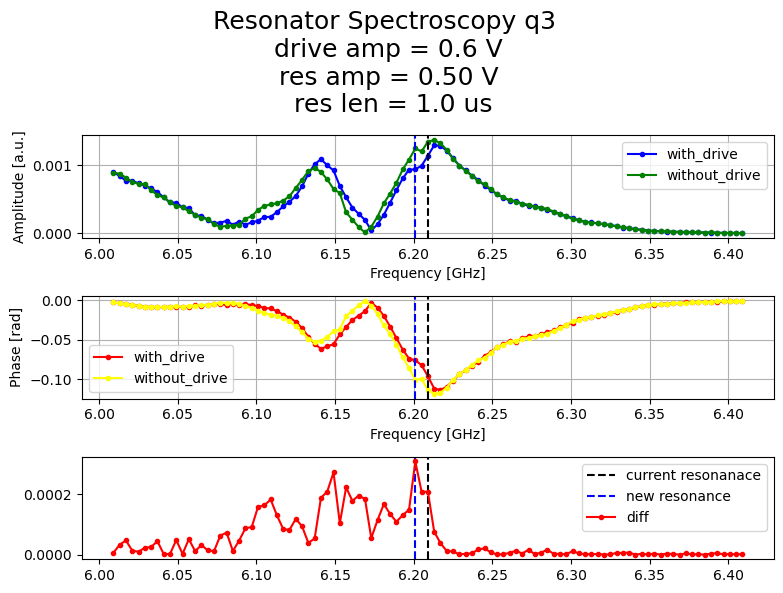 Resonator Spectroscopy q3
drive amp = 0.6 V
res amp = 0.50 V
res len = 1.0 us
Amplitude [a.u.]
0.001
0.000
with_drive
without_drive
6.00 6.05 6.10 6.15 6.20 6.25 6.30 6.35 6.40
Frequency [GHz]
Phase [rad]
0.00
−0.05
−0.10
with_drive
without_drive
6.00 6.05 6.10 6.15 6.20 6.25 6.30 6.35 6.40
Frequency [GHz]
0.0002
0.0000
current resonanace
new resonance
diff
6.00 6.05 6.10 6.15 6.20 6.25 6.30 6.35 6.40